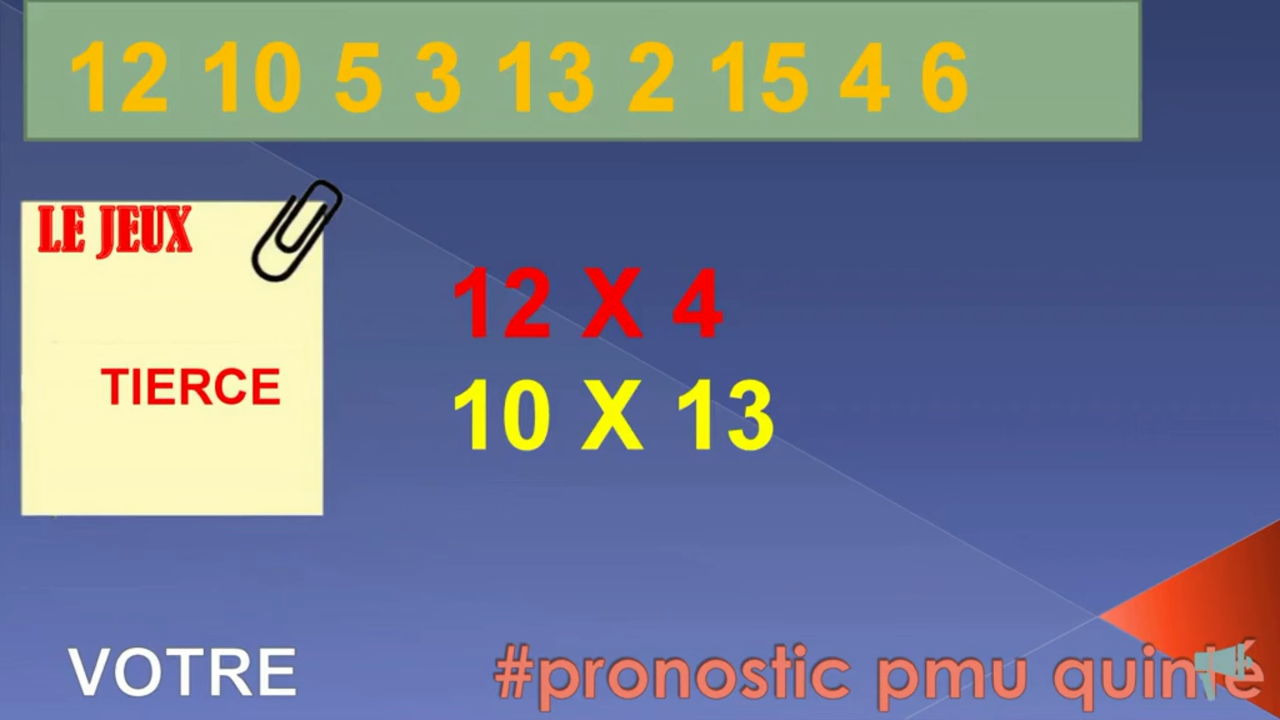 12 10 5 3 13 2 15 4 6
LE JEUX
TIERCE
12 X 4
10 X 13
VOTRE
#pronostic pmu quinté